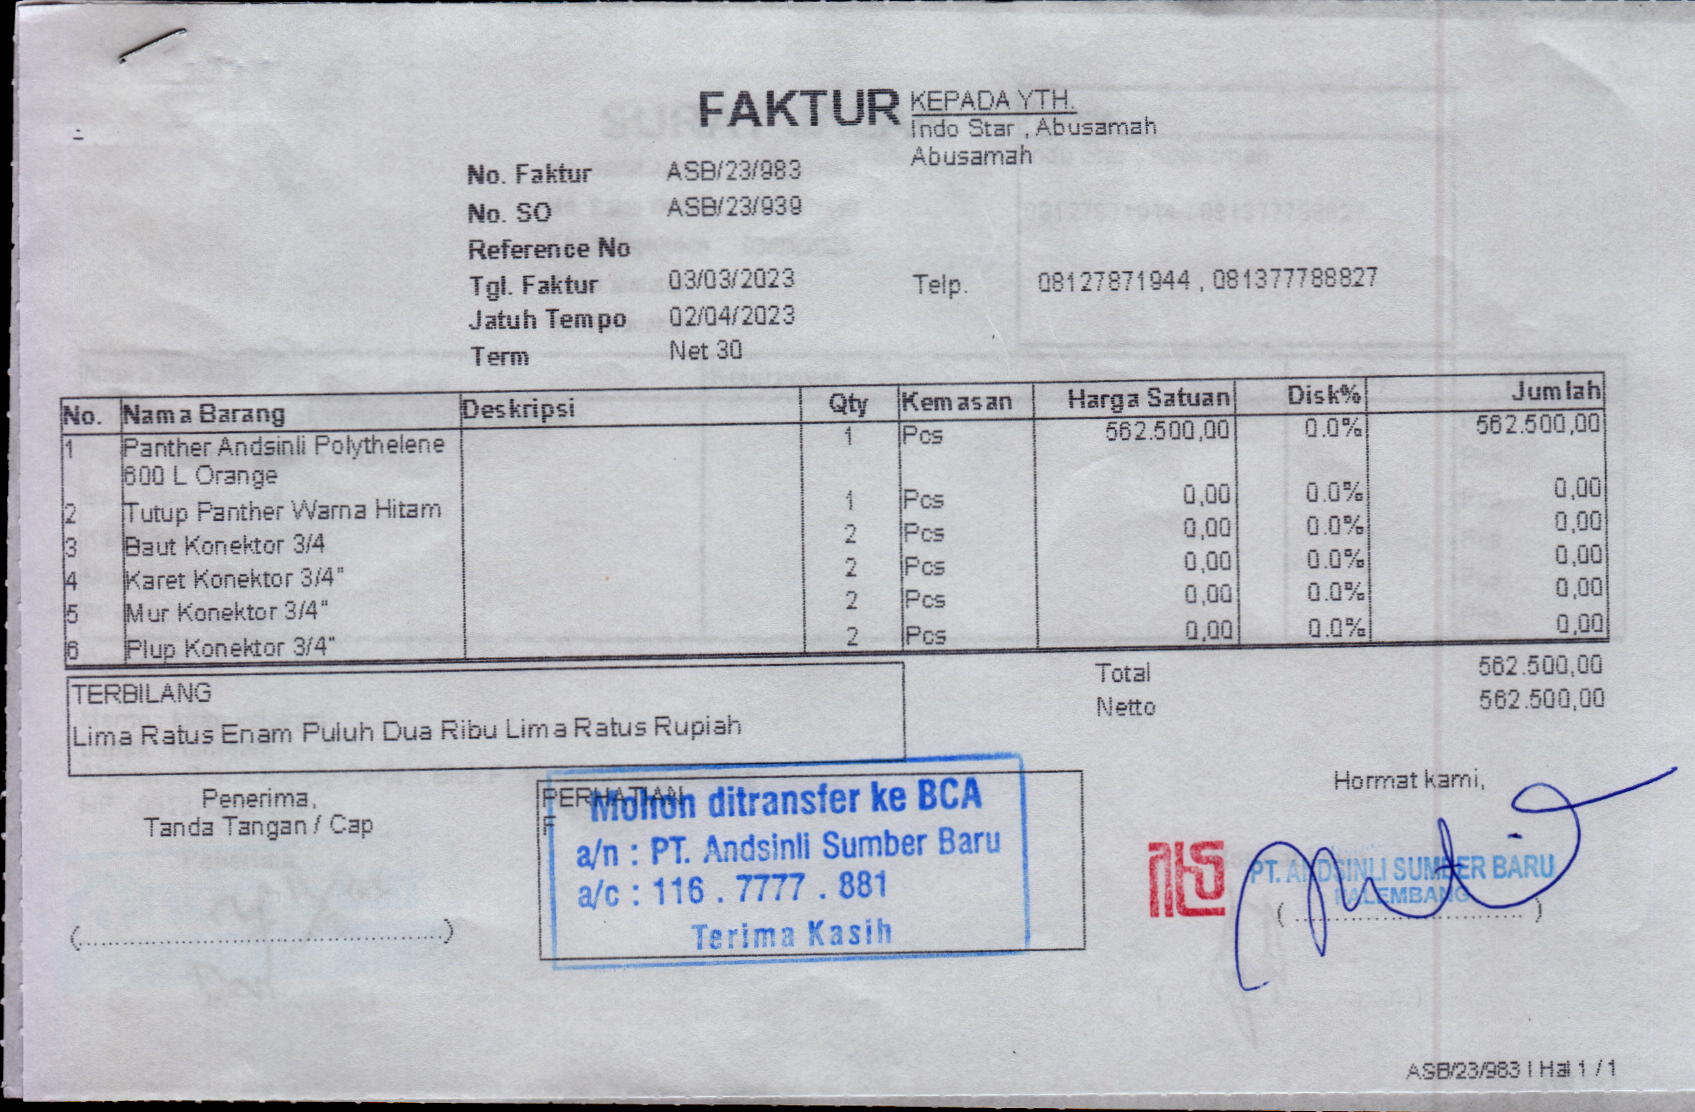 FAKTUR
KEPADA YTH.
Indo Star , Abusamah
Abusamah
No. Faktur ASB/23/983
No. SO ASB/23/939
Reference No
Tgl. Faktur 03/03/2023
Telp. 08127871944 , 081377788827
Jatuh Tempo 02/04/2023
Term Net 30
No. Nama Barang Deskripsi Qty Kemasan Harga Satuan Disk% Jumlah
1 Panther Andsinli Polythelene 1 Pcs 562.500,00 0.0% 562.500,00
600 L Orange
2 Tutup Panther Warna Hitam 1 Pcs 0,00 0.0% 0,00
3 Baut Konektor 3/4 2 Pcs 0,00 0.0% 0,00
4 Karet Konektor 3/4" 2 Pcs 0,00 0.0% 0,00
5 Mur Konektor 3/4" 2 Pcs 0,00 0.0% 0,00
6 Plup Konektor 3/4" 2 Pcs 0,00 0.0% 0,00
Total 562.500,00
Netto 562.500,00
TERBILANG
Lima Ratus Enam Puluh Dua Ribu Lima Ratus Rupiah
Penerima,
Tanda Tangan / Cap
(..........................................)
PERHATIAN
F
Mohon ditransfer ke BCA
a/n : PT. Andsinli Sumber Baru
a/c : 116 . 7777 . 881
Terima Kasih
Hormat kami,
PT. ANDSINLI SUMBER BARU
PALEMBANG
(..............................)
ASB/23/983 | Hal 1 / 1